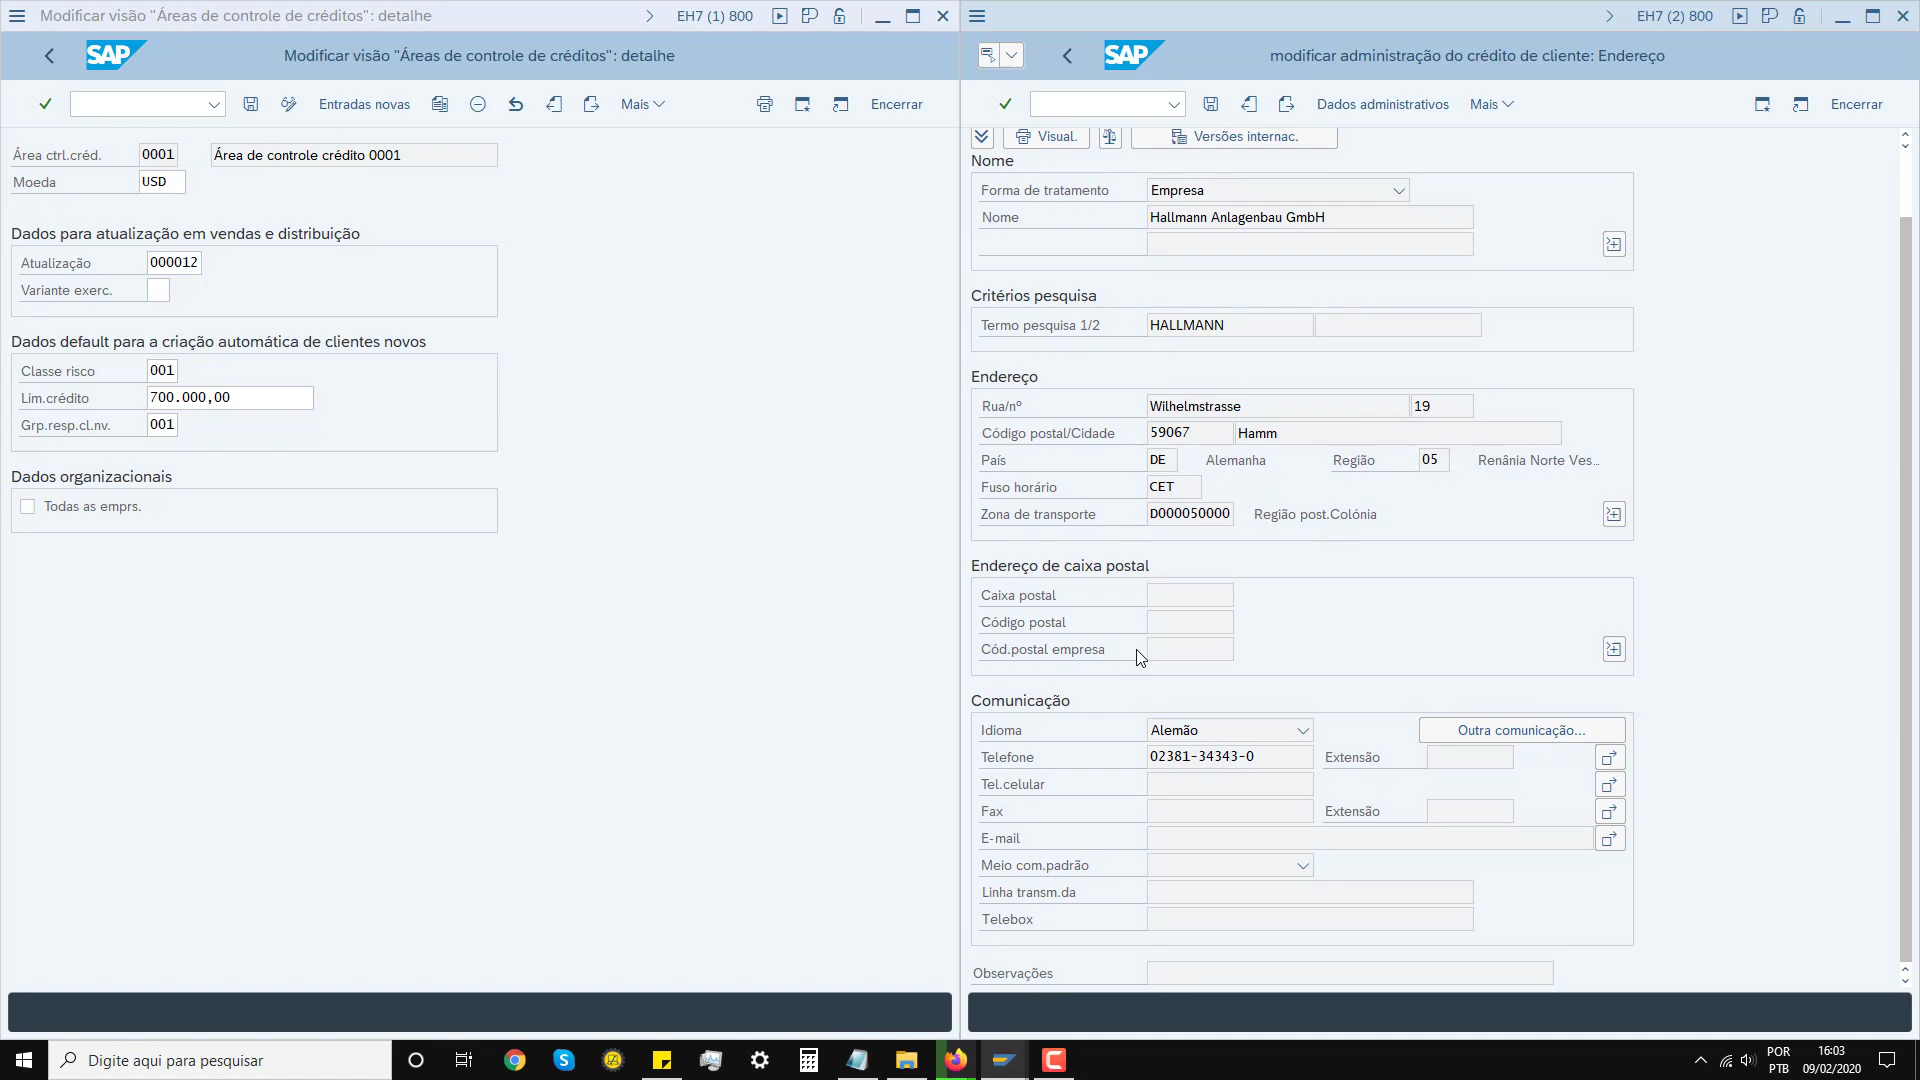 Modificar visão "Áreas de controle de créditos": detalhe
EH7 (1) 800
SAP
Modificar visão "Áreas de controle de créditos": detalhe
Entradas novas
Mais
Encerrar
Área ctrl.créd. 0001 Área de controle crédito 0001
Moeda USD
Dados para atualização em vendas e distribuição
Atualização 000012
Variante exerc.
Dados default para a criação automática de clientes novos
Classe risco 001
Lim.crédito 700.000,00
Grp.resp.cl.nv. 001
Dados organizacionais
Todas as emprs.
EH7 (2) 800
SAP
modificar administração do crédito de cliente: Endereço
Dados administrativos
Mais
Encerrar
Visual.
Versões internac.
Nome
Forma de tratamento Empresa
Nome Hallmann Anlagenbau GmbH
Critérios pesquisa
Termo pesquisa 1/2 HALLMANN
Endereço
Rua/nº Wilhelmstrasse 19
Código postal/Cidade 59067 Hamm
País DE Alemanha Região 05 Renânia Norte Ves...
Fuso horário CET
Zona de transporte D000050000 Região post.Colónia
Endereço de caixa postal
Caixa postal
Código postal
Cód.postal empresa
Comunicação
Idioma Alemão Outra comunicação...
Telefone 02381-34343-0 Extensão
Tel.celular
Fax Extensão
E-mail
Meio com.padrão
Linha transm.da
Telebox
Observações
Digite aqui para pesquisar
POR
PTB
16:03
09/02/2020